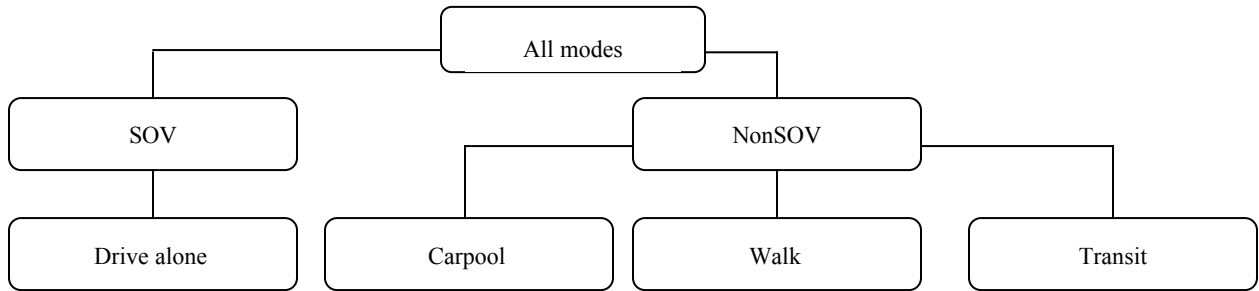 All modes
SOV
NonSOV
Drive alone
Carpool
Walk
Transit